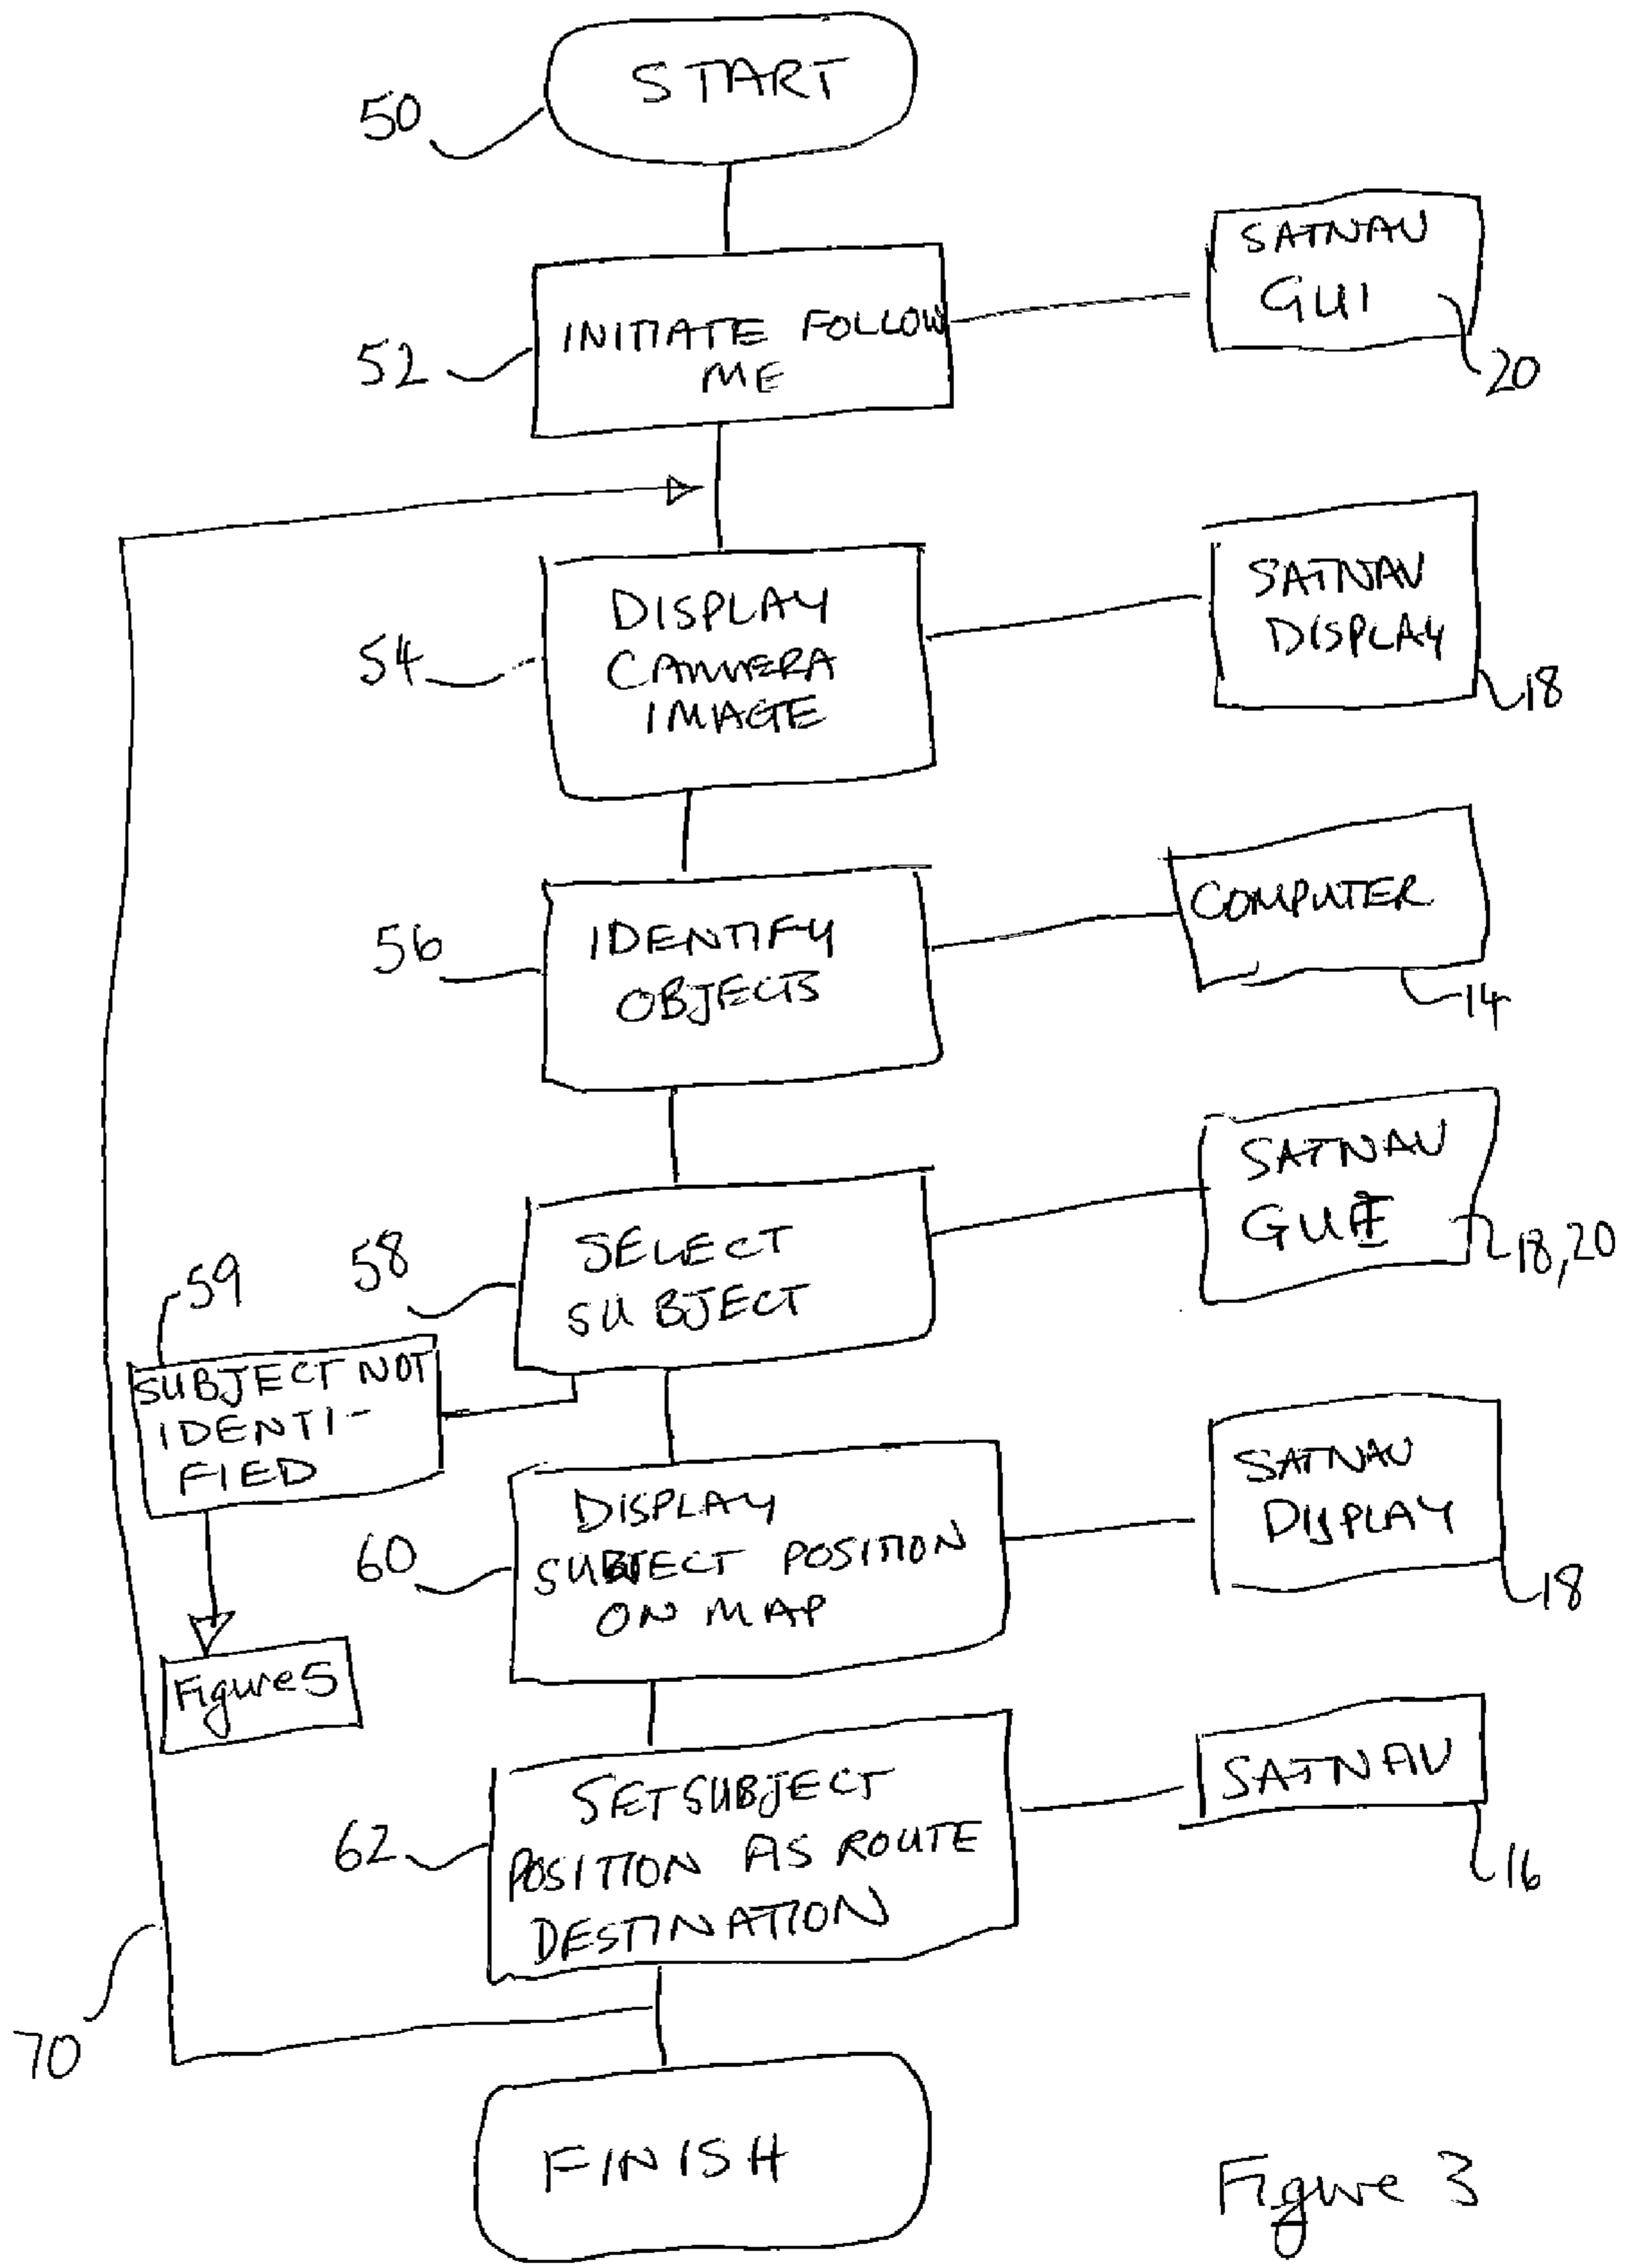 START
50
SATNAV
GUI
20
INITIATE FOLLOW
ME
52
DISPLAY
CAMERA
IMAGE
54
SATNAV
DISPLAY
18
IDENTIFY
OBJECTS
56
COMPUTER
14
SELECT
SUBJECT
58
SATNAV
GUI
18,20
59
SUBJECT NOT
IDENTI-
FIED
Figure 5
DISPLAY
SUBJECT POSITION
ON MAP
60
SATNAV
DISPLAY
18
SET SUBJECT
POSITION AS ROUTE
DESTINATION
62
SATNAV
16
70
FINISH
Figure 3